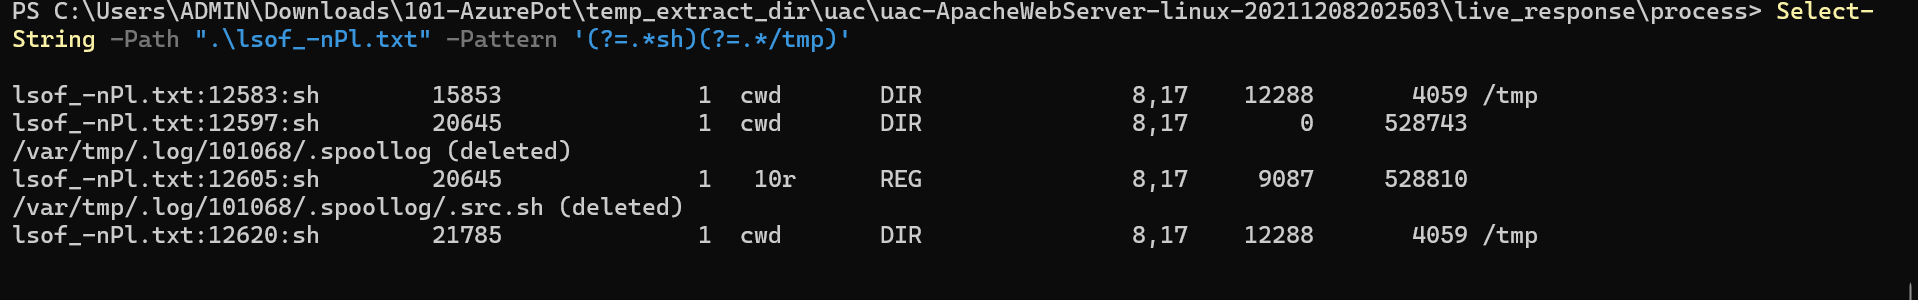 PS C:\Users\ADMIN\Downloads\101-AzurePot\temp_extract_dir\uac\uac-ApacheWebServer-linux-20211208202503\live_response\process> Select-
String -Path ".\lsof_-nPl.txt" -Pattern '(?=.*sh)(?=.*/tmp)'
lsof_-nPl.txt:12583:sh        15853                   1  cwd       DIR               8,17    12288       4059 /tmp
lsof_-nPl.txt:12597:sh        20645                   1  cwd       DIR               8,17        0     528743
/var/tmp/.log/101068/.spoollog (deleted)
lsof_-nPl.txt:12605:sh        20645                   1   10r      REG               8,17     9087     528810
/var/tmp/.log/101068/.spoollog/.src.sh (deleted)
lsof_-nPl.txt:12620:sh        21785                   1  cwd       DIR               8,17    12288       4059 /tmp